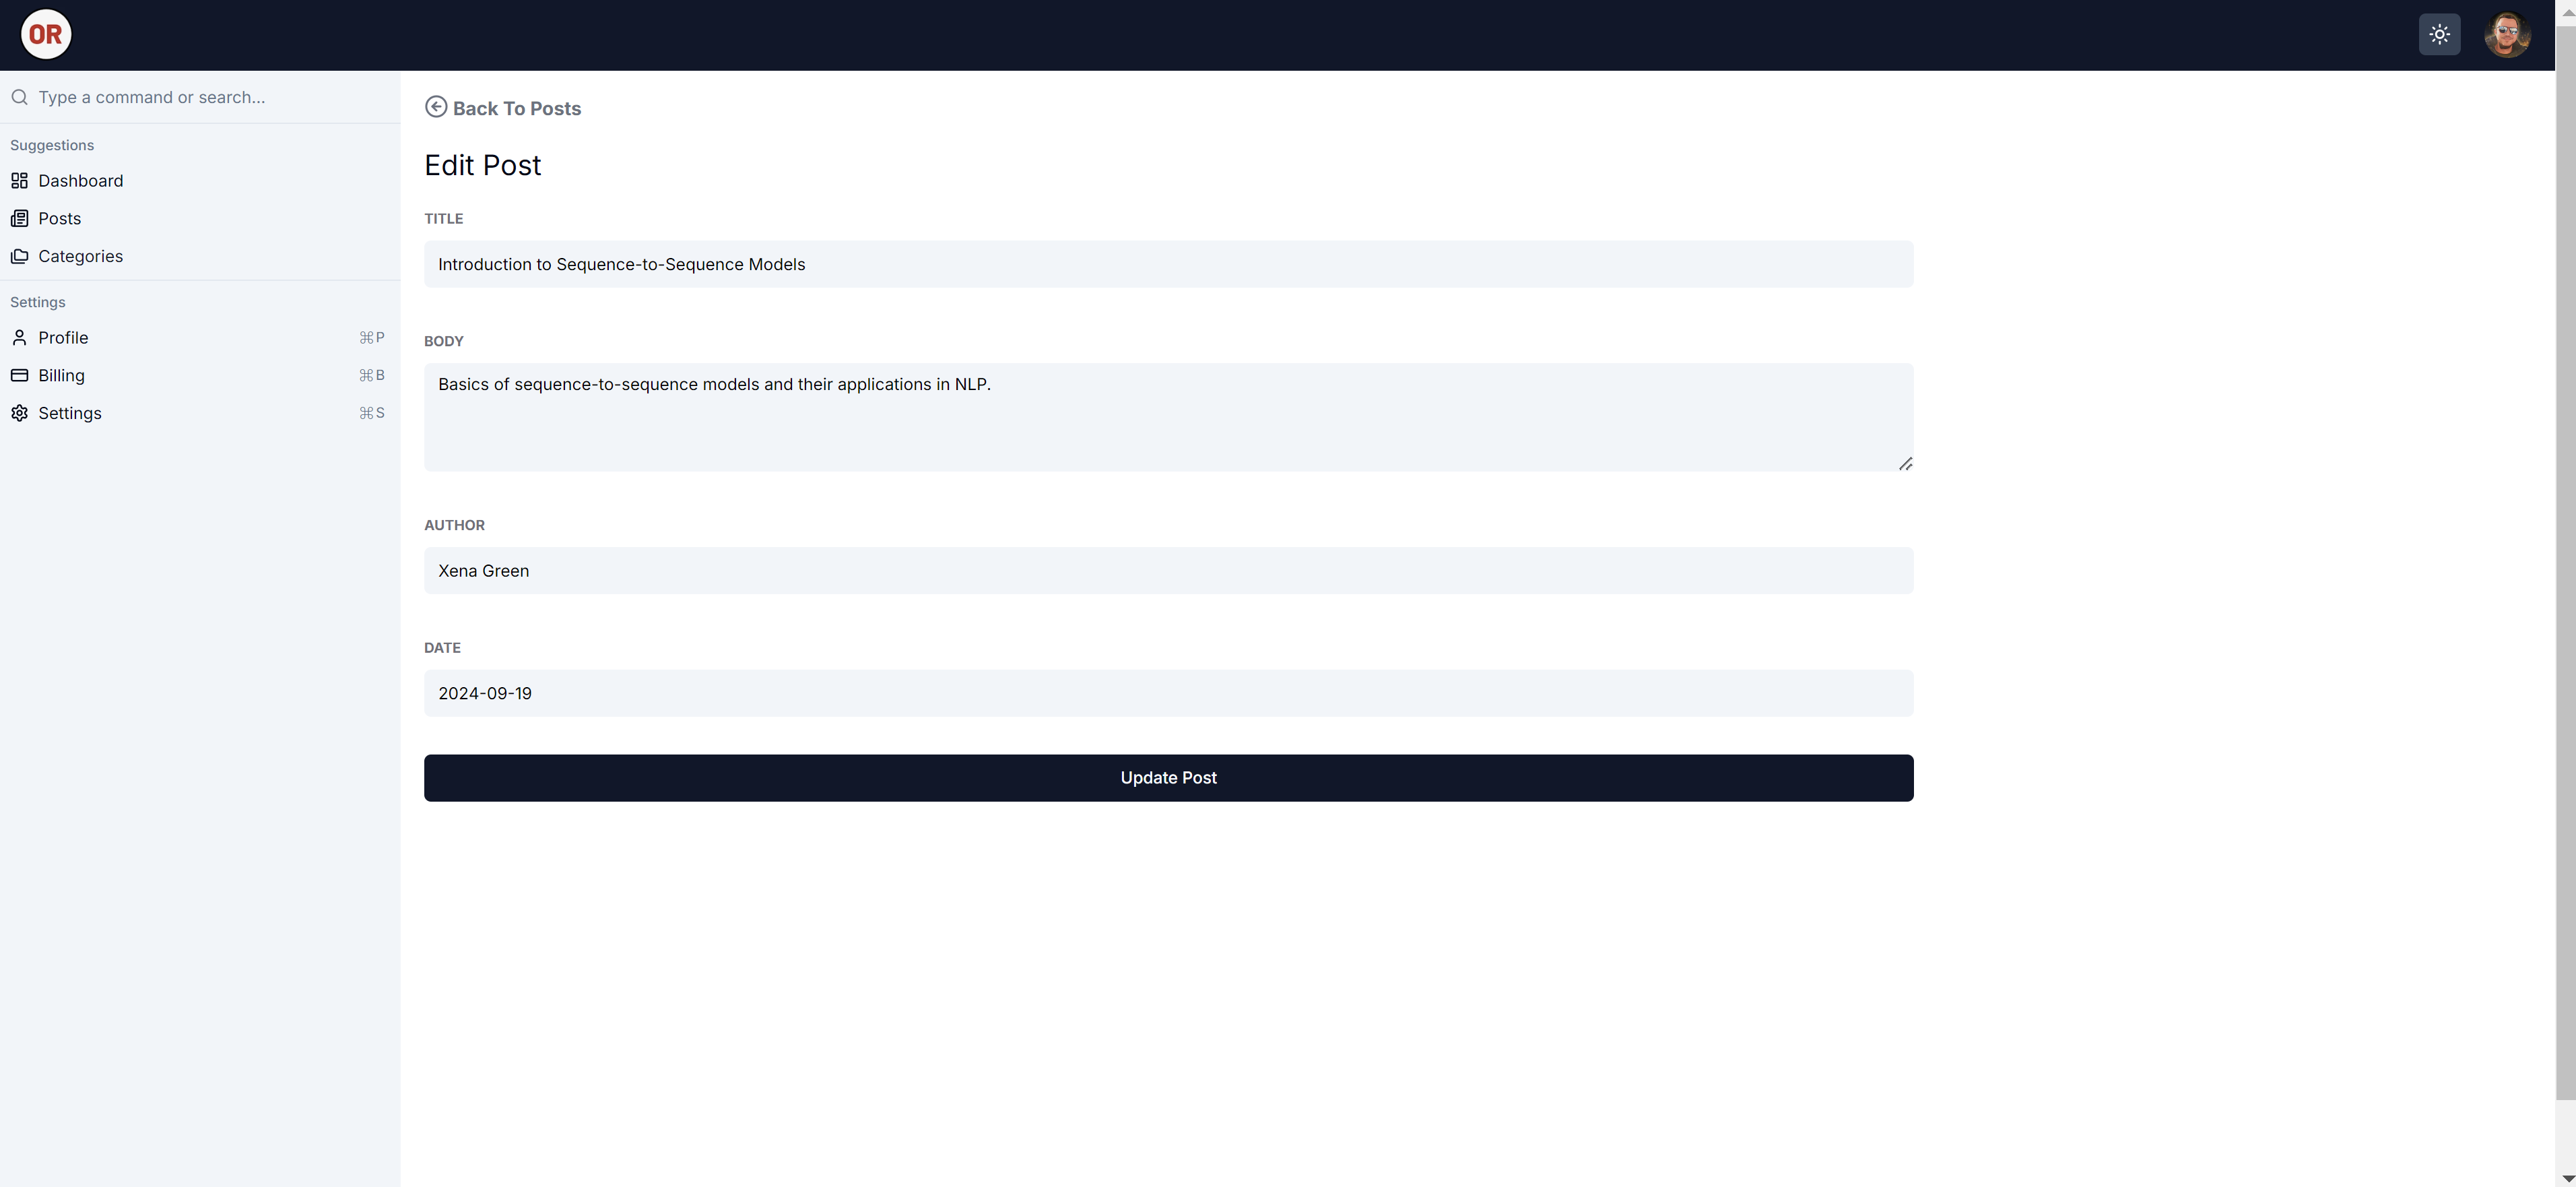 OR
Type a command or search...
Suggestions
Dashboard
Posts
Categories
Settings
Profile ⌘P
Billing ⌘B
Settings ⌘S
Back To Posts
Edit Post
TITLE
Introduction to Sequence-to-Sequence Models
BODY
Basics of sequence-to-sequence models and their applications in NLP.
AUTHOR
Xena Green
DATE
2024-09-19
Update Post